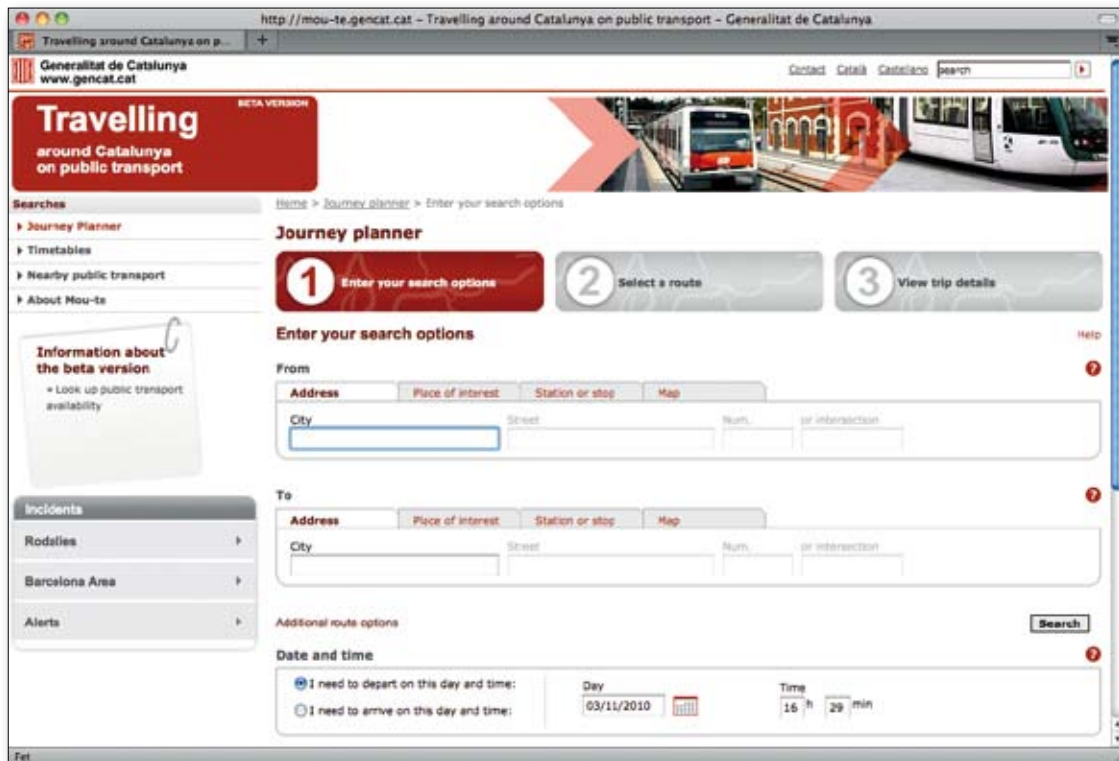 http://mou-te.gencat.cat – Travelling around Catalunya on public transport – Generalitat de Catalunya
Travelling around Catalunya on p... +
Generalitat de Catalunya
www.gencat.cat
Contact Català Castellano search
BETA VERSION
Travelling
around Catalunya
on public transport
Searches
Journey Planner
Timetables
Nearby public transport
About Mou-te
Information about
the beta version
» Look up public transport
availability
Incidents
Rodalies
Barcelona Area
Alerts
Home > Journey planner > Enter your search options
Journey planner
1 Enter your search options
2 Select a route
3 View trip details
Enter your search options
Help
From
?
Address Place of interest Station or stop Map
City Street Num. or intersection
To
?
Address Place of interest Station or stop Map
City Street Num. or intersection
Additional route options
Search
Date and time
?
I need to depart on this day and time:
I need to arrive on this day and time:
Day
03/11/2010
Time
16 h 29 min
Fet